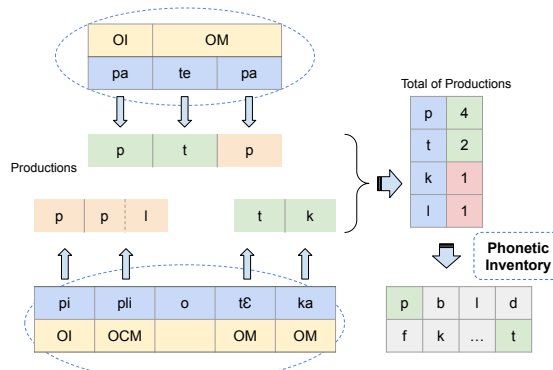 OI OM
pa te pa
Total of Productions
p 4
t 2
k 1
l 1
p t p
Productions
p p l t k
Phonetic
Inventory
pi pli o tƐ ka
OI OCM OM OM
p b l d
f k ... t